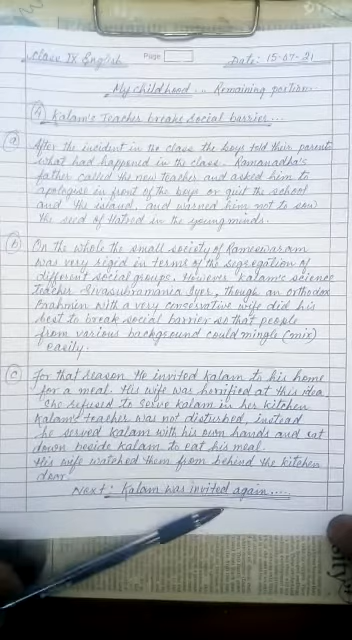 Class IX English Page Date: 15-07-21
My childhood ... Remaining portion.
④ Kalam's Teacher breaks social barrier...
ⓐ After the incident in the class the boys told their parents
what had happened in the class. Ramanadha's
father called the new teacher and asked him to
apologise in front of the boys or quit the school
and the island, and warned him not to sow
the seed of Hatred in the young minds.
ⓑ On the whole the small society of Rameswaram
was very rigid in terms of the segregation of
different social groups. However Kalam's science
teacher Sivasubramania Iyer, though an orthodox
Brahmin with a very conservative wife did his
best to break social barrier so that people
from various background could mingle (mix)
easily.
ⓒ For that reason He invited Kalam to his home
for a meal. His wife was horrified at this idea.
She refused to serve Kalam in her kitchen
Kalam's teacher was not disturbed, instead
he served Kalam with his own hands and sat
down beside Kalam to eat his meal.
His wife watched them from behind the kitchen
door.
Next: Kalam was invited again....